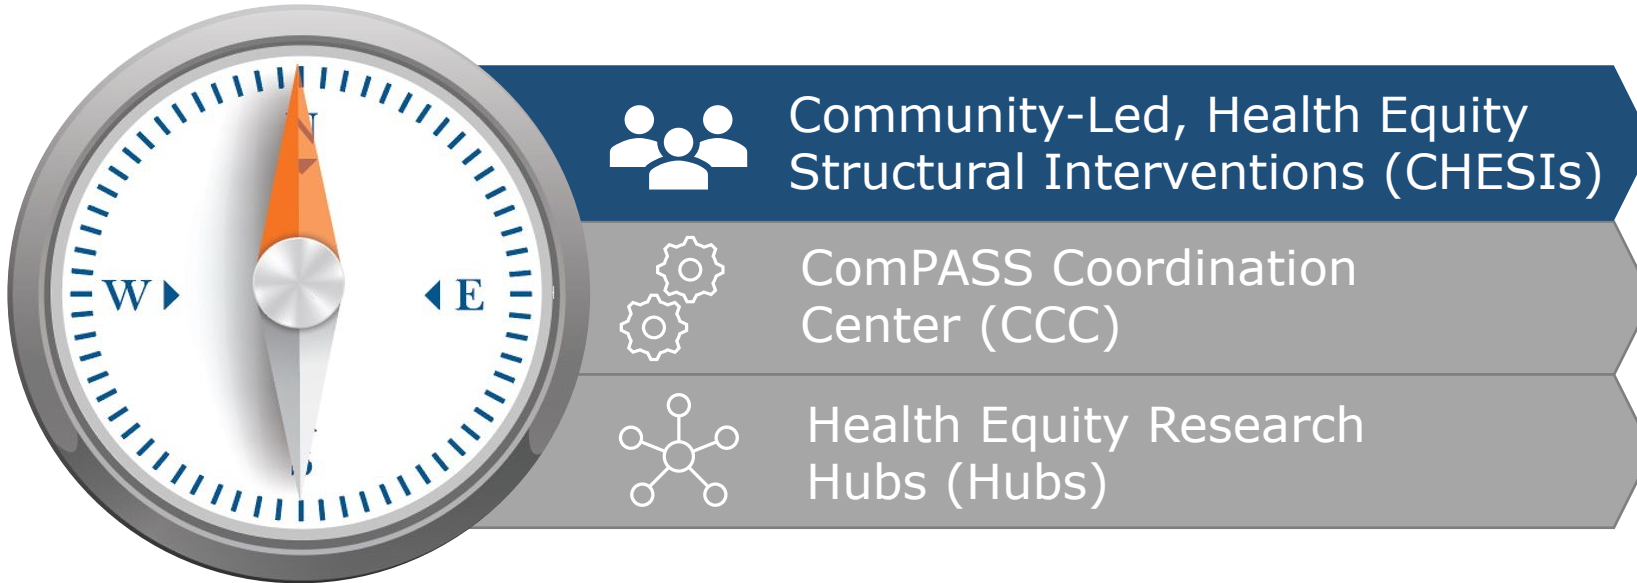 N
W
E
Community-Led, Health Equity
Structural Interventions (CHESIs)
ComPASS Coordination
Center (CCC)
Health Equity Research
Hubs (Hubs)